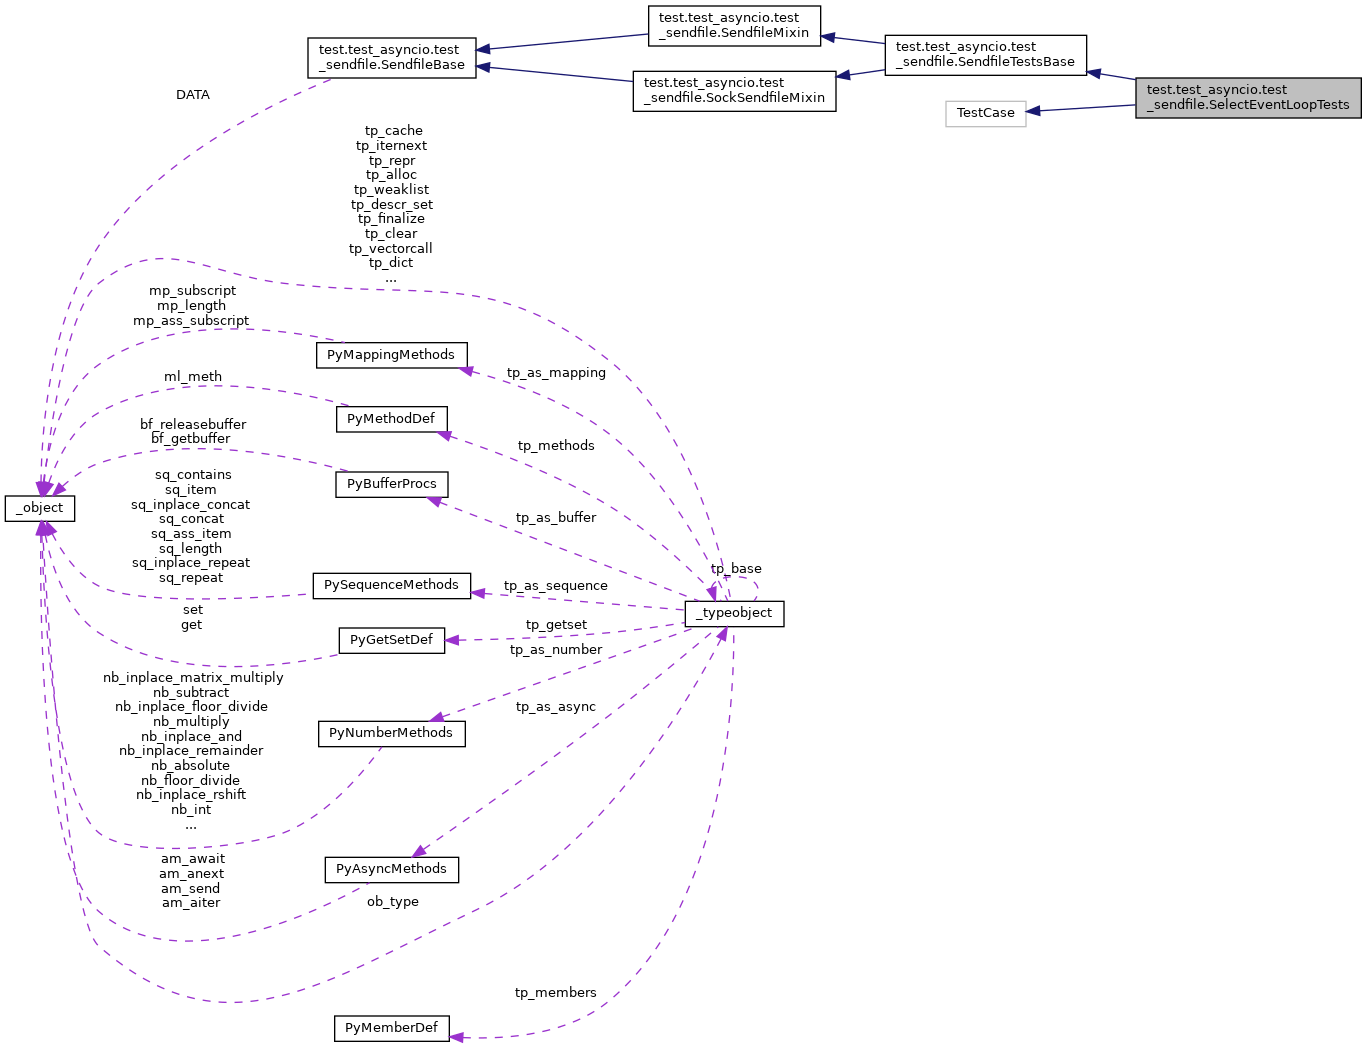 test.test_asyncio.test
_sendfile.SendfileMixin
test.test_asyncio.test
_sendfile.SendfileBase
test.test_asyncio.test
_sendfile.SendfileTestsBase
test.test_asyncio.test
_sendfile.SockSendfileMixin
test.test_asyncio.test
_sendfile.SelectEventLoopTests
TestCase
DATA
tp_cache
tp_iternext
tp_repr
tp_alloc
tp_weaklist
tp_descr_set
tp_finalize
tp_clear
tp_vectorcall
tp_dict
...
mp_subscript
mp_length
mp_ass_subscript
PyMappingMethods
tp_as_mapping
ml_meth
PyMethodDef
tp_methods
bf_releasebuffer
bf_getbuffer
PyBufferProcs
tp_as_buffer
_object
sq_contains
sq_item
sq_inplace_concat
sq_concat
sq_ass_item
sq_length
sq_inplace_repeat
sq_repeat
PySequenceMethods
tp_as_sequence
tp_base
_typeobject
set
get
PyGetSetDef
tp_getset
tp_as_number
nb_inplace_matrix_multiply
nb_subtract
nb_inplace_floor_divide
nb_multiply
nb_inplace_and
nb_inplace_remainder
nb_absolute
nb_floor_divide
nb_inplace_rshift
nb_int
...
PyNumberMethods
tp_as_async
am_await
am_anext
am_send
am_aiter
PyAsyncMethods
ob_type
tp_members
PyMemberDef